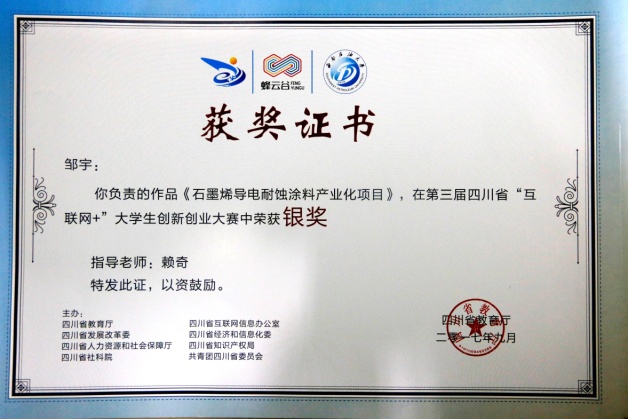 蜂云谷 FENG YUNGU
获奖证书
邹宇：
你负责的作品《石墨烯导电耐蚀涂料产业化项目》，在第三届四川省“互
联网+”大学生创新创业大赛中荣获 银奖
指导老师：赖奇
特发此证，以资鼓励。
主办：
四川省教育厅 四川省互联网信息办公室
四川省发展改革委 四川省经济和信息化委
四川省人力资源和社会保障厅 四川省知识产权局
四川省社科院 共青团四川省委员会
四川省教育厅
二零一七年九月